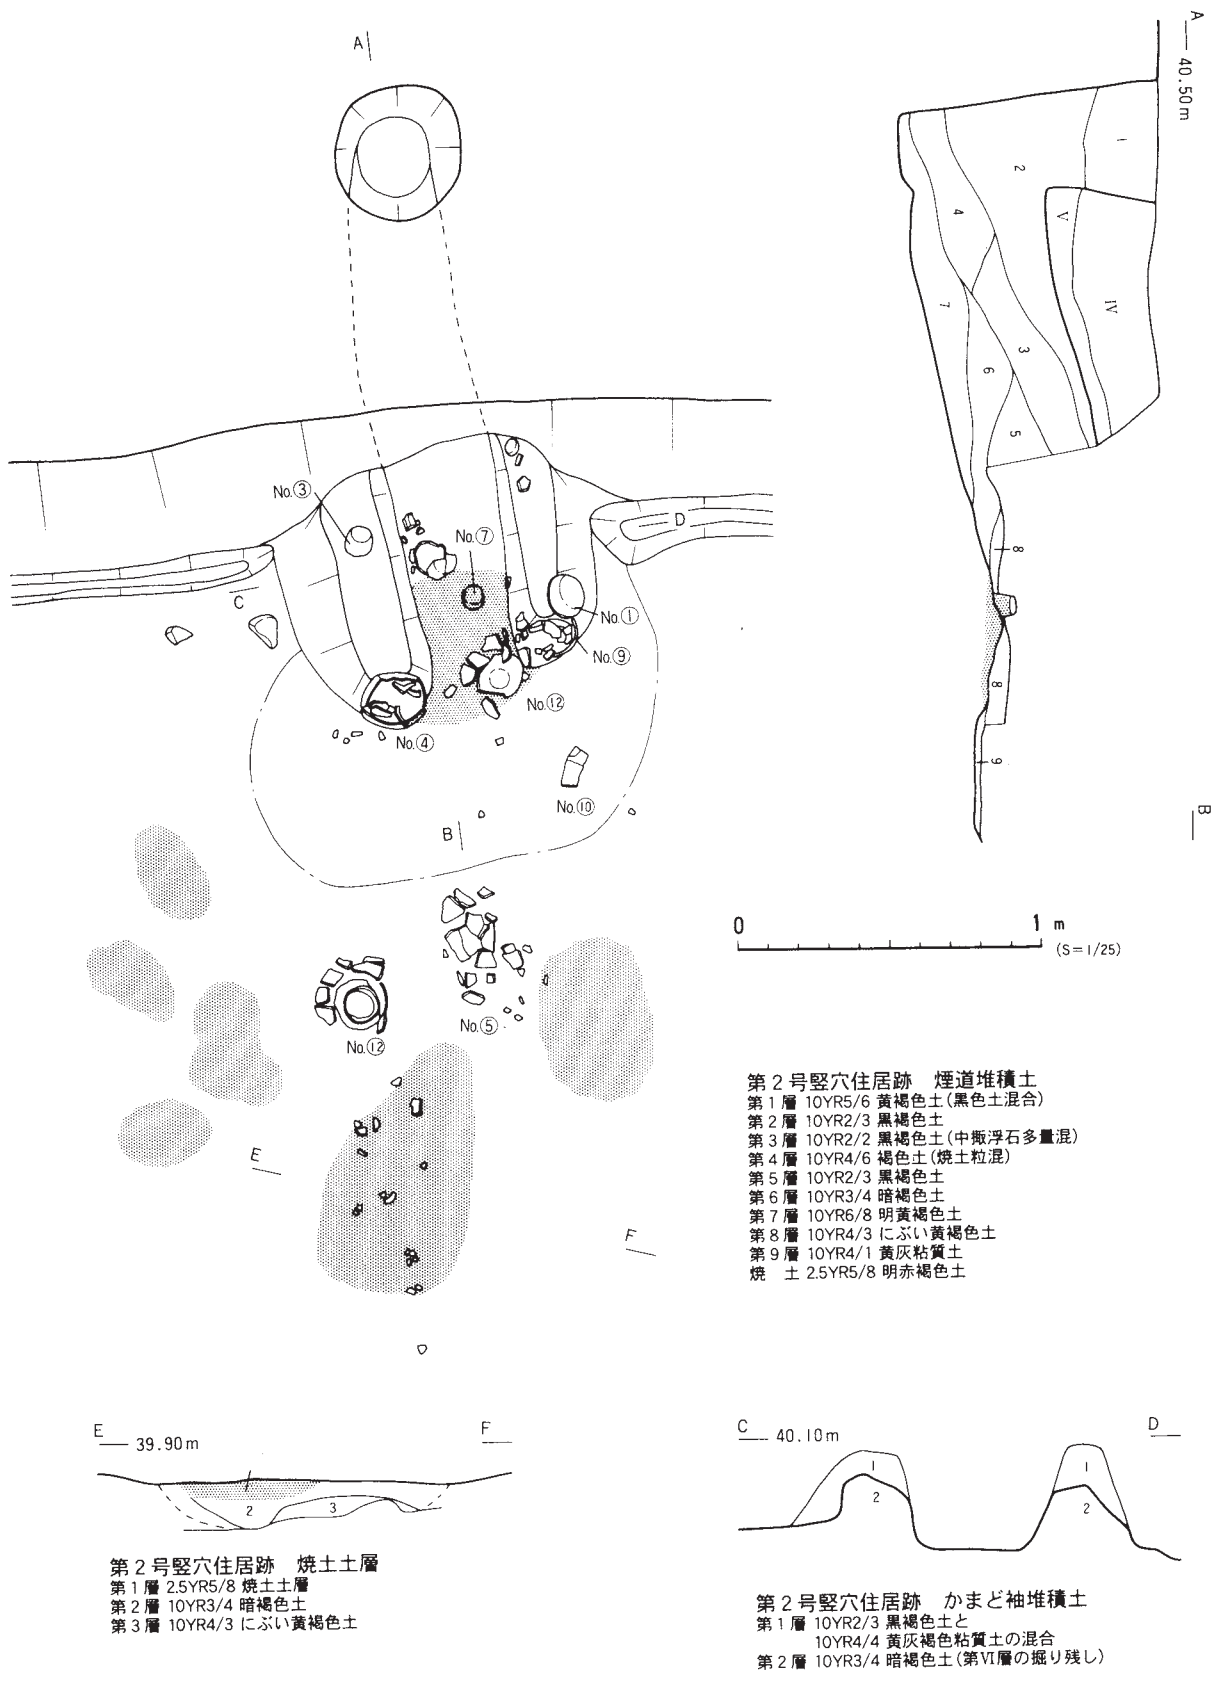 A
A
40.50m
I
2
V
4
IV
7
3
6
5
No.③
No.⑦
D
8
C
No.①
No.⑨
8
No.⑫
No.④
9
No.⑩
B
B
0 1 m
(S=1/25)
No.⑤
No.⑫
E
F
第2号竪穴住居跡 煙道堆積土
第1層 10YR5/6 黄褐色土(黒色土混合)
第2層 10YR2/3 黒褐色土
第3層 10YR2/2 黒褐色土(中掫浮石多量混)
第4層 10YR4/6 褐色土(焼土粒混)
第5層 10YR2/3 黒褐色土
第6層 10YR3/4 暗褐色土
第7層 10YR6/8 明黄褐色土
第8層 10YR4/3 にぶい黄褐色土
第9層 10YR4/1 黄灰粘質土
焼 土 2.5YR5/8 明赤褐色土
E 39.90m F
2
3
第2号竪穴住居跡 焼土土層
第1層 2.5YR5/8 焼土土層
第2層 10YR3/4 暗褐色土
第3層 10YR4/3 にぶい黄褐色土
C 40.10m D
1 1
2 2
第2号竪穴住居跡 かまど袖堆積土
第1層 10YR2/3 黒褐色土と
10YR4/4 黄灰褐色粘質土の混合
第2層 10YR3/4 暗褐色土(第Ⅵ層の掘り残し)